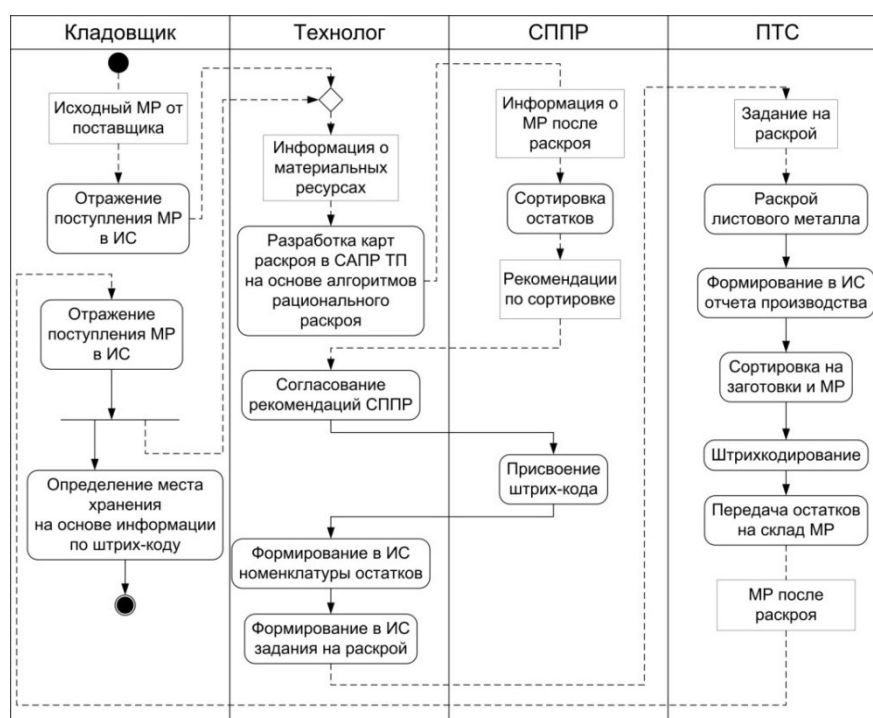 Кладовщик
Технолог
СППР
ПТС
Исходный МР от
поставщика
Отражение
поступления МР
в ИС
Отражение
поступления МР
в ИС
Определение места
хранения
на основе информации
по штрих-коду
Информация о
материальных
ресурсах
Разработка карт
раскроя в САПР ТП
на основе алгоритмов
рационального
раскроя
Согласование
рекомендаций СППР
Формирование в ИС
номенклатуры остатков
Формирование в ИС
задания на раскрой
Информация о
МР после
раскроя
Сортировка
остатков
Рекомендации
по сортировке
Присвоение
штрих-кода
Задание на
раскрой
Раскрой
листового металла
Формирование в ИС
отчета производства
Сортировка на
заготовки и МР
Штрихкодирование
Передача остатков
на склад МР
МР после
раскроя